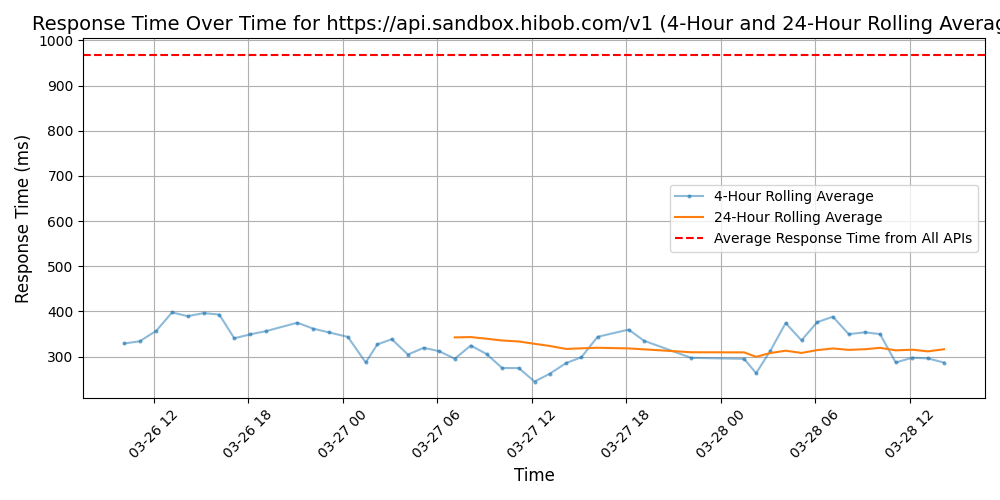 Response Time Over Time for https://api.sandbox.hibob.com/v1 (4-Hour and 24-Hour Rolling Averag
Response Time (ms)
1000
900
800
700
600
500
400
300
4-Hour Rolling Average
24-Hour Rolling Average
Average Response Time from All APIs
03-26 12
03-26 18
03-27 00
03-27 06
03-27 12
03-27 18
03-28 00
03-28 06
03-28 12
Time